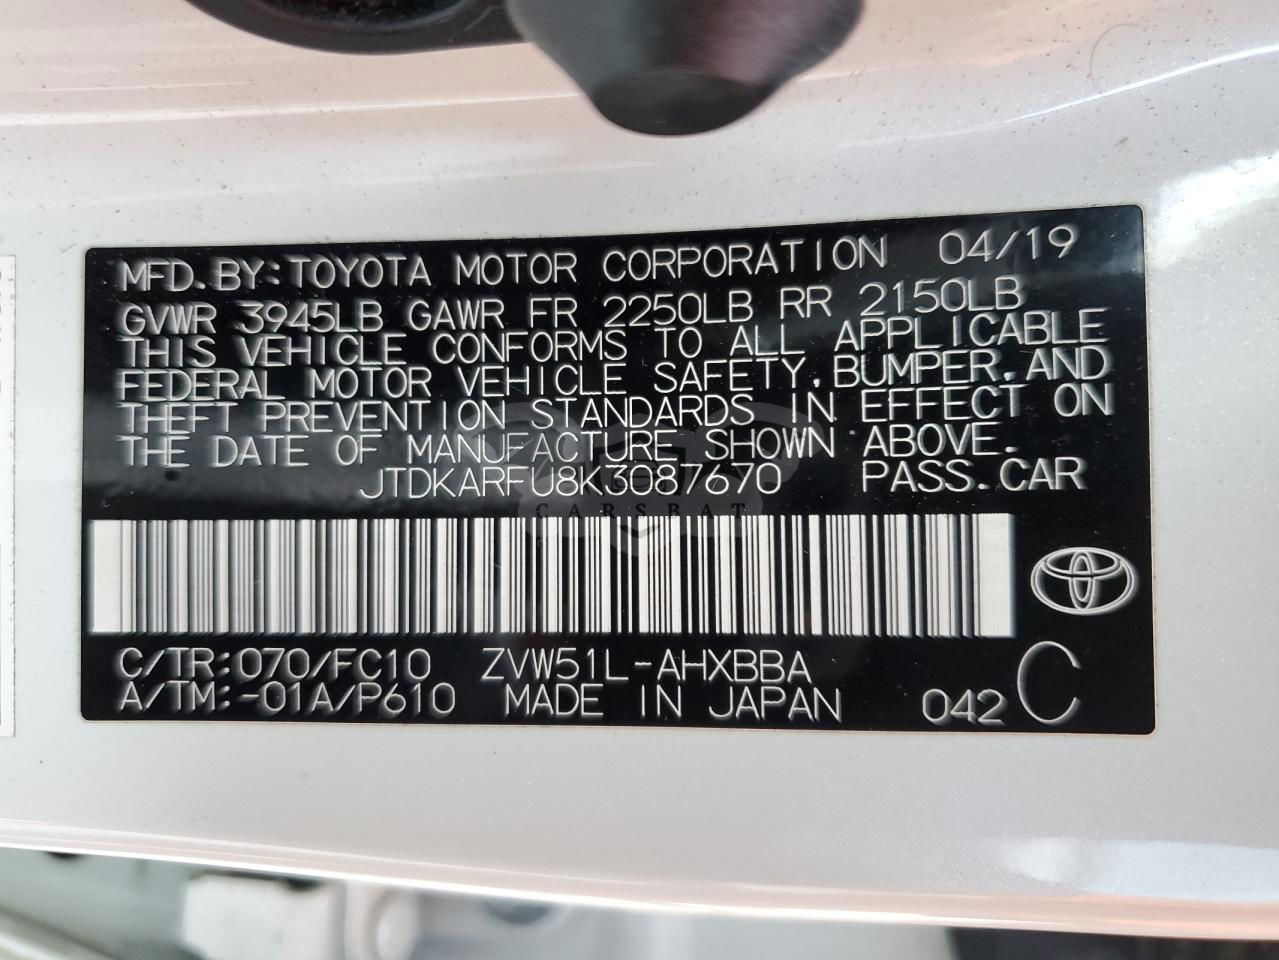 MFD.BY:TOYOTA MOTOR CORPORATION 04/19
GVWR 3945LB GAWR FR 2250LB RR 2150LB
THIS VEHICLE CONFORMS TO ALL APPLICABLE
FEDERAL MOTOR VEHICLE SAFETY,BUMPER,AND
THEFT PREVENTION STANDARDS IN EFFECT ON
THE DATE OF MANUFACTURE SHOWN ABOVE.
JTDKARFU8K3087670 PASS.CAR
CARSBAT
C/TR:070/FC10 ZVW51L-AHXBBA C
A/TM:-01A/P610 MADE IN JAPAN 042